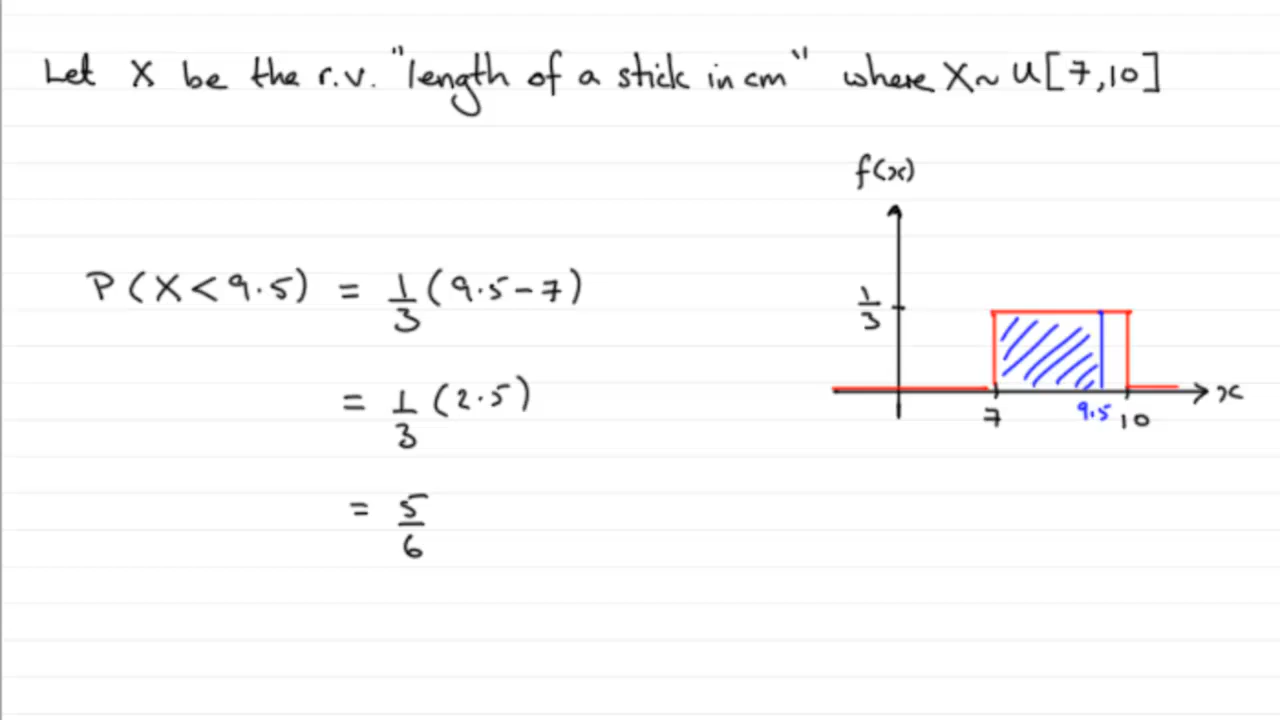 Let X be the r.v. "length of a stick in cm" where X ~ U[7,10]
f(x)
P(X < 9.5) = 1/3 (9.5 - 7)
1/3
= 1/3 (2.5)
x
7 9.5 10
= 5/6